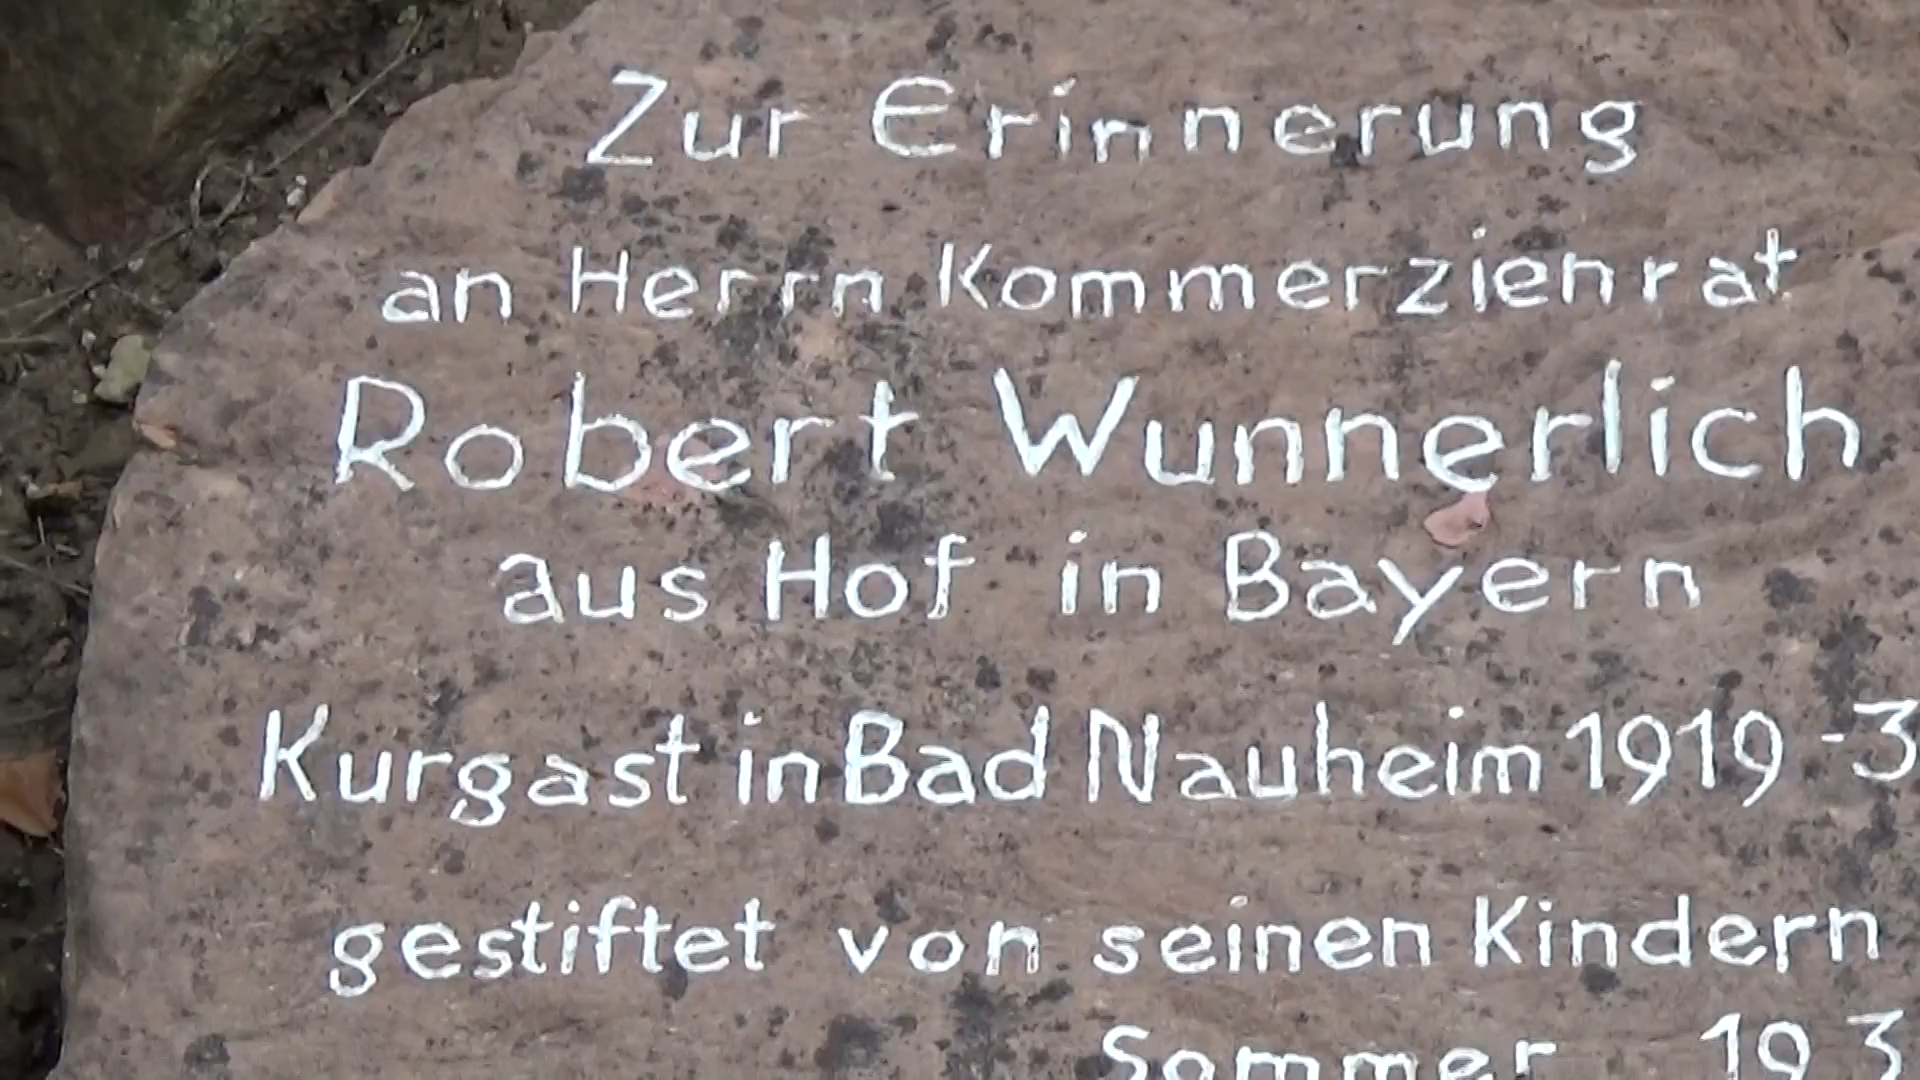 Zur Erinnerung
an Herrn Kommerzienrat
Robert Wunnerlich
aus Hof in Bayern
Kurgast in Bad Nauheim 1919 - 3
gestiftet von seinen Kindern
Sommer 193